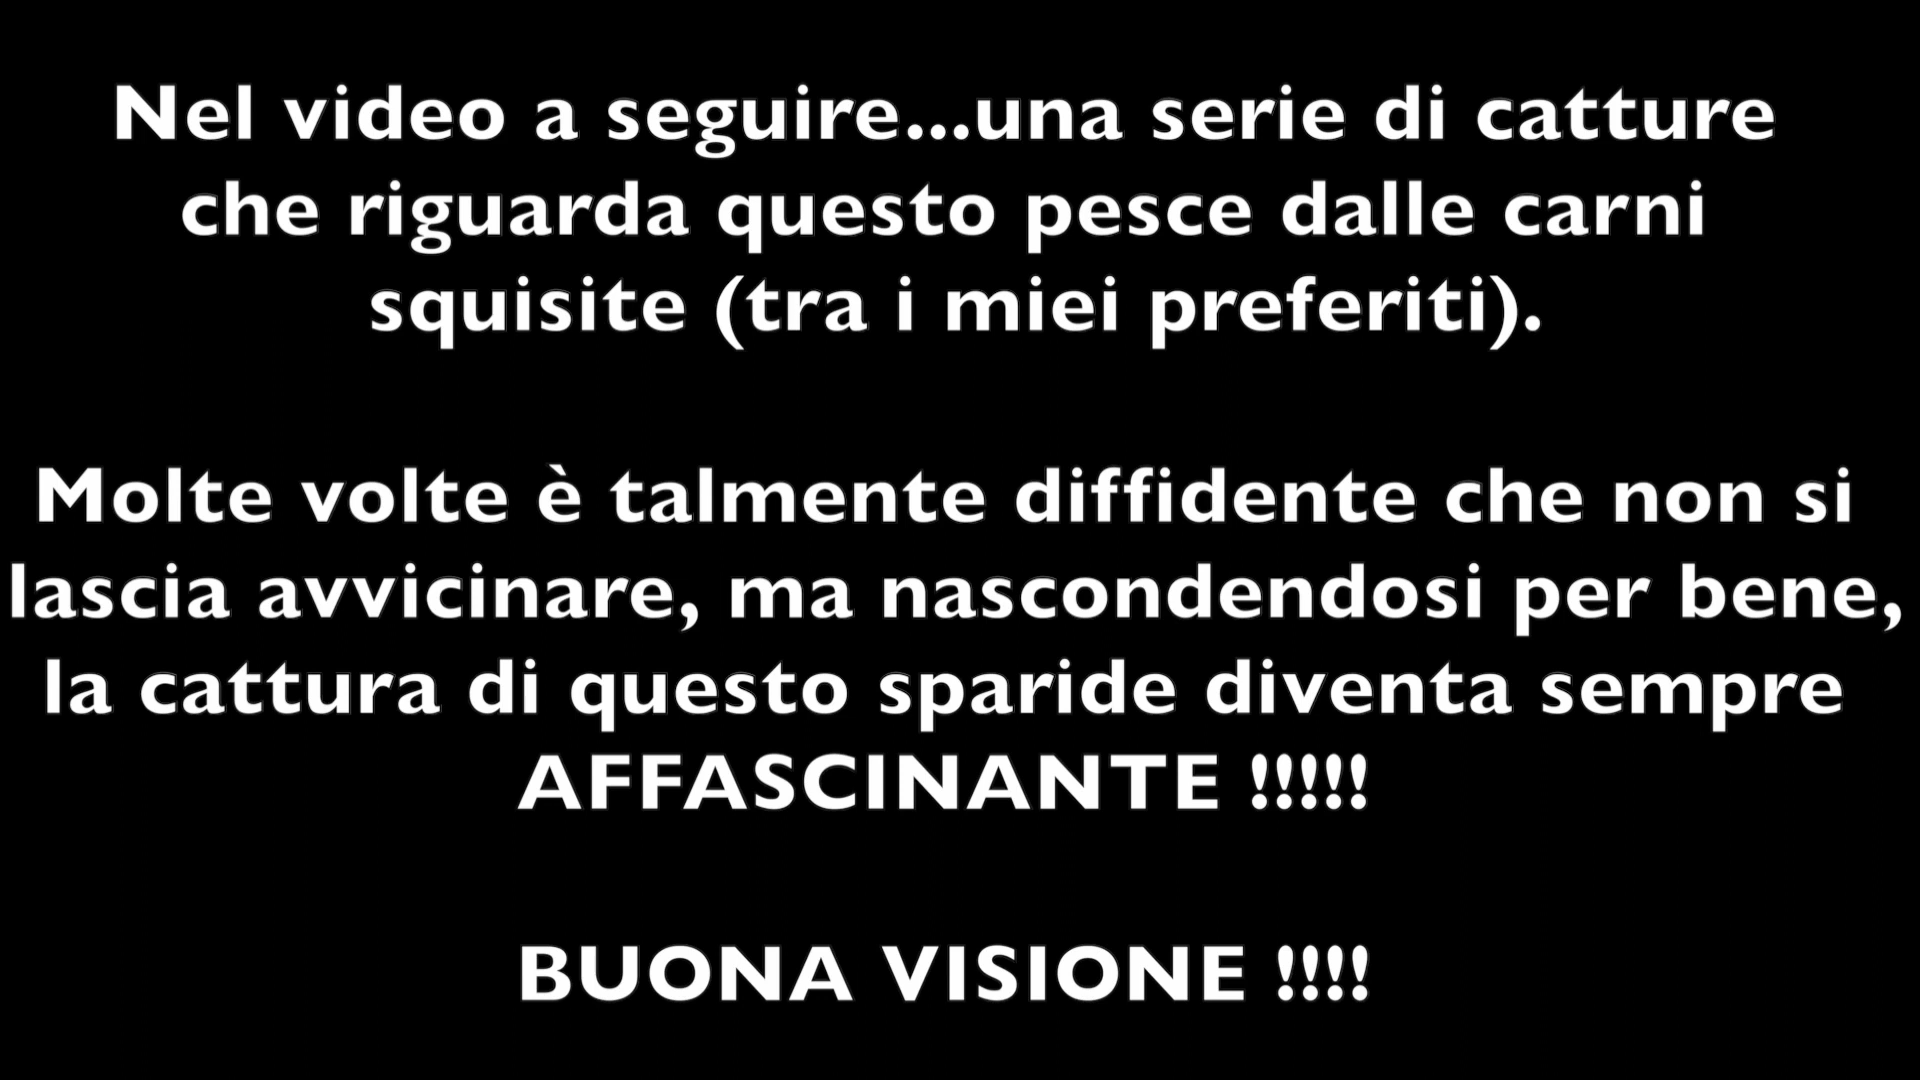 Nel video a seguire...una serie di catture
che riguarda questo pesce dalle carni
squisite (tra i miei preferiti).
Molte volte è talmente diffidente che non si
lascia avvicinare, ma nascondendosi per bene,
la cattura di questo sparide diventa sempre
AFFASCINANTE !!!!!
BUONA VISIONE !!!!